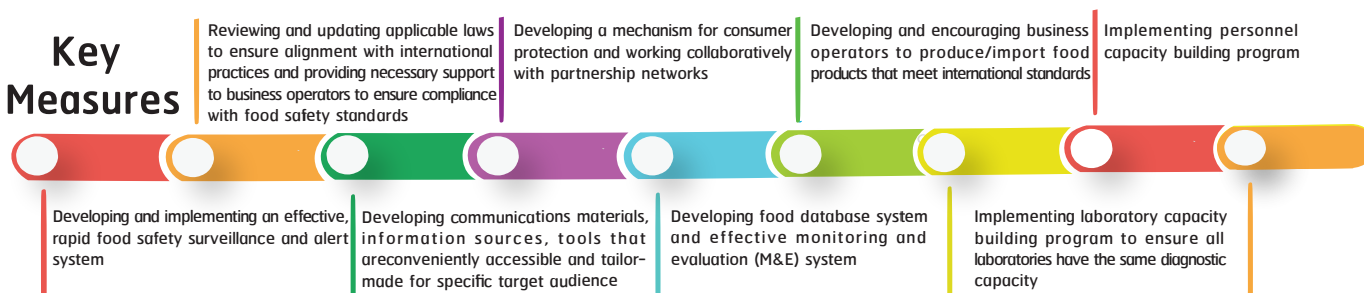 Key
Measures
Reviewing and updating applicable laws
to ensure alignment with international
practices and providing necessary support
to business operators to ensure compliance
with food safety standards
Developing a mechanism for consumer
protection and working collaboratively
with partnership networks
Developing and encouraging business
operators to produce/import food
products that meet international standards
Implementing personnel
capacity building program
Developing and implementing an effective,
rapid food safety surveillance and alert
system
Developing communications materials,
information sources, tools that
areconveniently accessible and tailor-
made for specific target audience
Developing food database system
and effective monitoring and
evaluation (M&E) system
Implementing laboratory capacity
building program to ensure all
laboratories have the same diagnostic
capacity